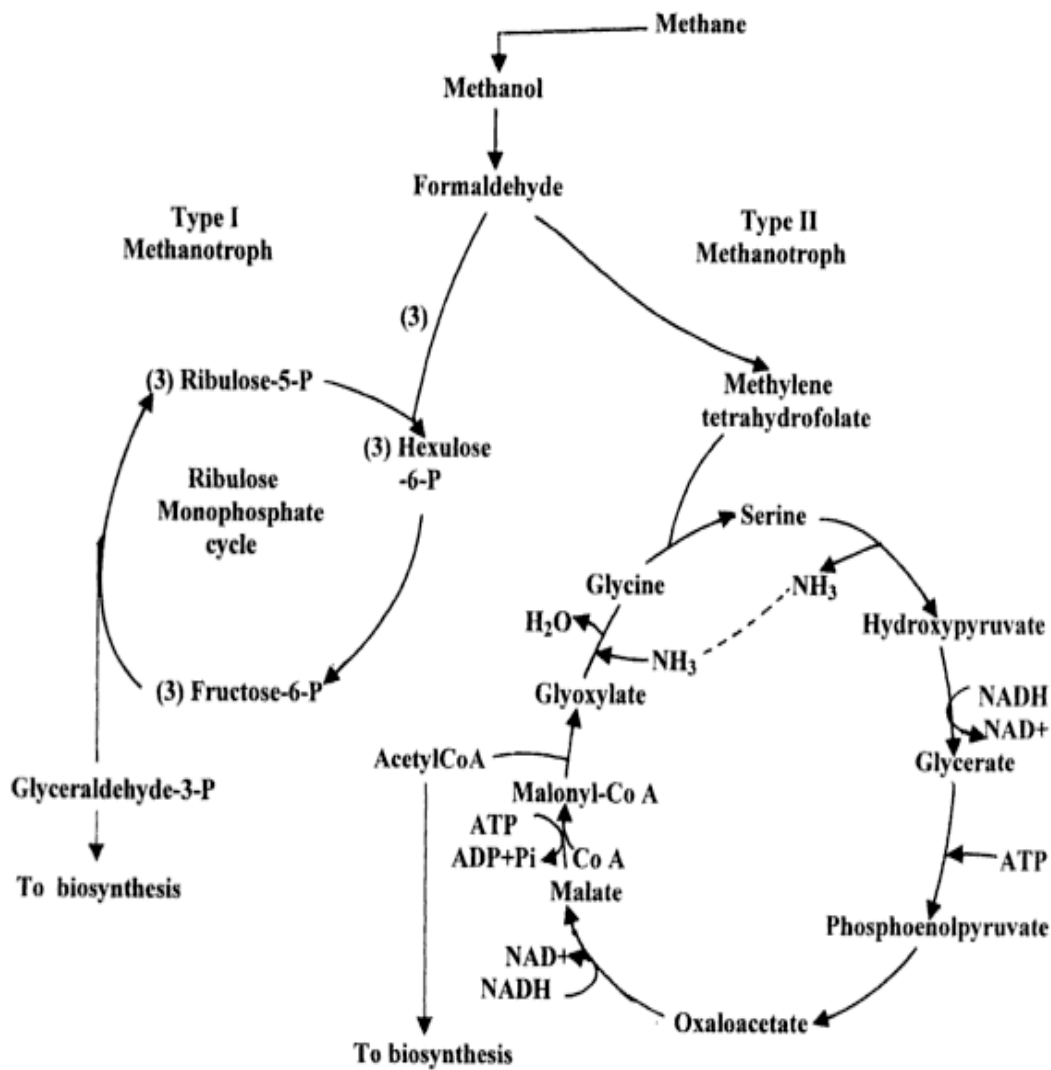 Methane
Methanol
Formaldehyde
Type I
Methanotroph
Type II
Methanotroph
(3)
(3) Ribulose-5-P
(3) Hexulose
-6-P
Ribulose
Monophosphate
cycle
(3) Fructose-6-P
Glyceraldehyde-3-P
To biosynthesis
Methylene
tetrahydrofolate
Serine
Glycine
NH3
H2O
NH3
Hydroxypyruvate
Glyoxylate
NADH
NAD+
Glycerate
AcetylCoA
Malonyl-Co A
ATP
ADP+Pi
Co A
Malate
ATP
Phosphoenolpyruvate
NAD+
NADH
Oxaloacetate
To biosynthesis